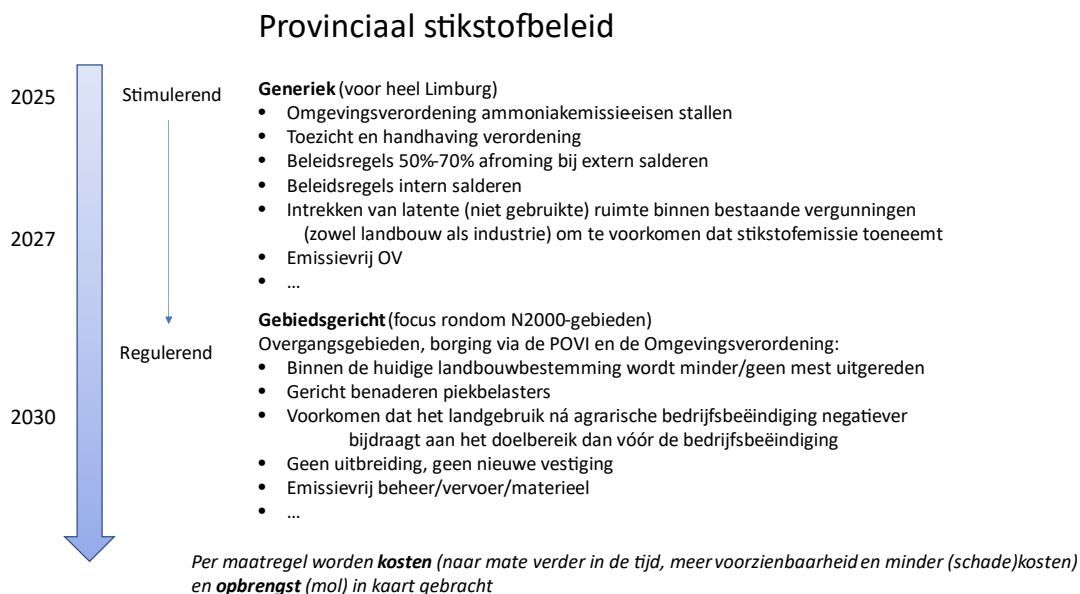 Provinciaal stikstofbeleid
2025
Stimulerend
Generiek (voor heel Limburg)
• Omgevingsverordening ammoniakemissie-eisen stallen
• Toezicht en handhaving verordening
• Beleidsregels 50%-70% afroming bij extern salderen
• Beleidsregels intern salderen
• Intrekken van latente (niet gebruikte) ruimte binnen bestaande vergunningen
(zowel landbouw als industrie) om te voorkomen dat stikstofemissie toeneemt
2027
• Emissievrij OV
• ...
Gebiedsgericht (focus rondom N2000-gebieden)
Regulerend
Overgangsgebieden, borging via de POVI en de Omgevingsverordening:
• Binnen de huidige landbouwbestemming wordt minder/geen mest uitgereden
• Gericht benaderen piekbelasters
2030
• Voorkomen dat het landgebruik ná agrarische bedrijfsbeëindiging negatiever
bijdraagt aan het doelbereik dan vóór de bedrijfsbeëindiging
• Geen uitbreiding, geen nieuwe vestiging
• Emissievrij beheer/vervoer/materieel
• ...
Per maatregel worden kosten (naar mate verder in de tijd, meer voorzienbaarheid en minder (schade)kosten)
en opbrengst (mol) in kaart gebracht